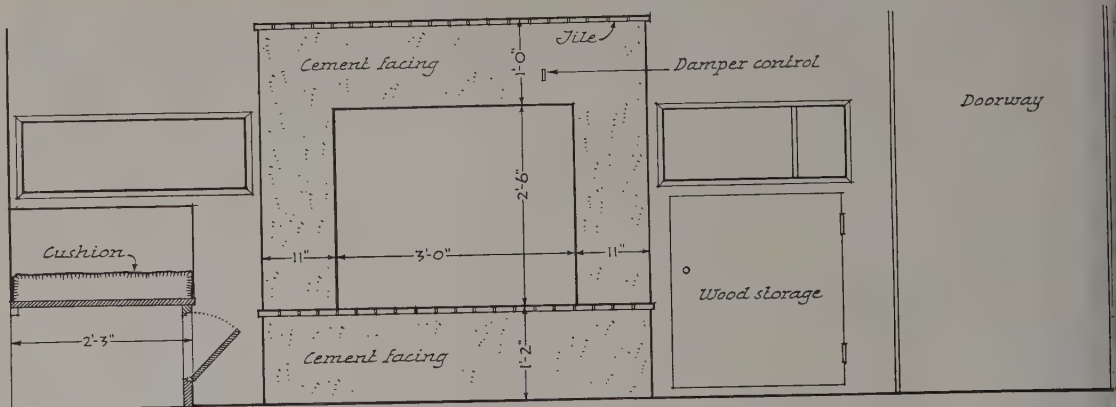 Tile
Cement facing
1'-0"
Damper control
Doorway
2'-6"
Cushion
11"
3'-0"
11"
Wood storage
2'-3"
Cement facing
1'-2"